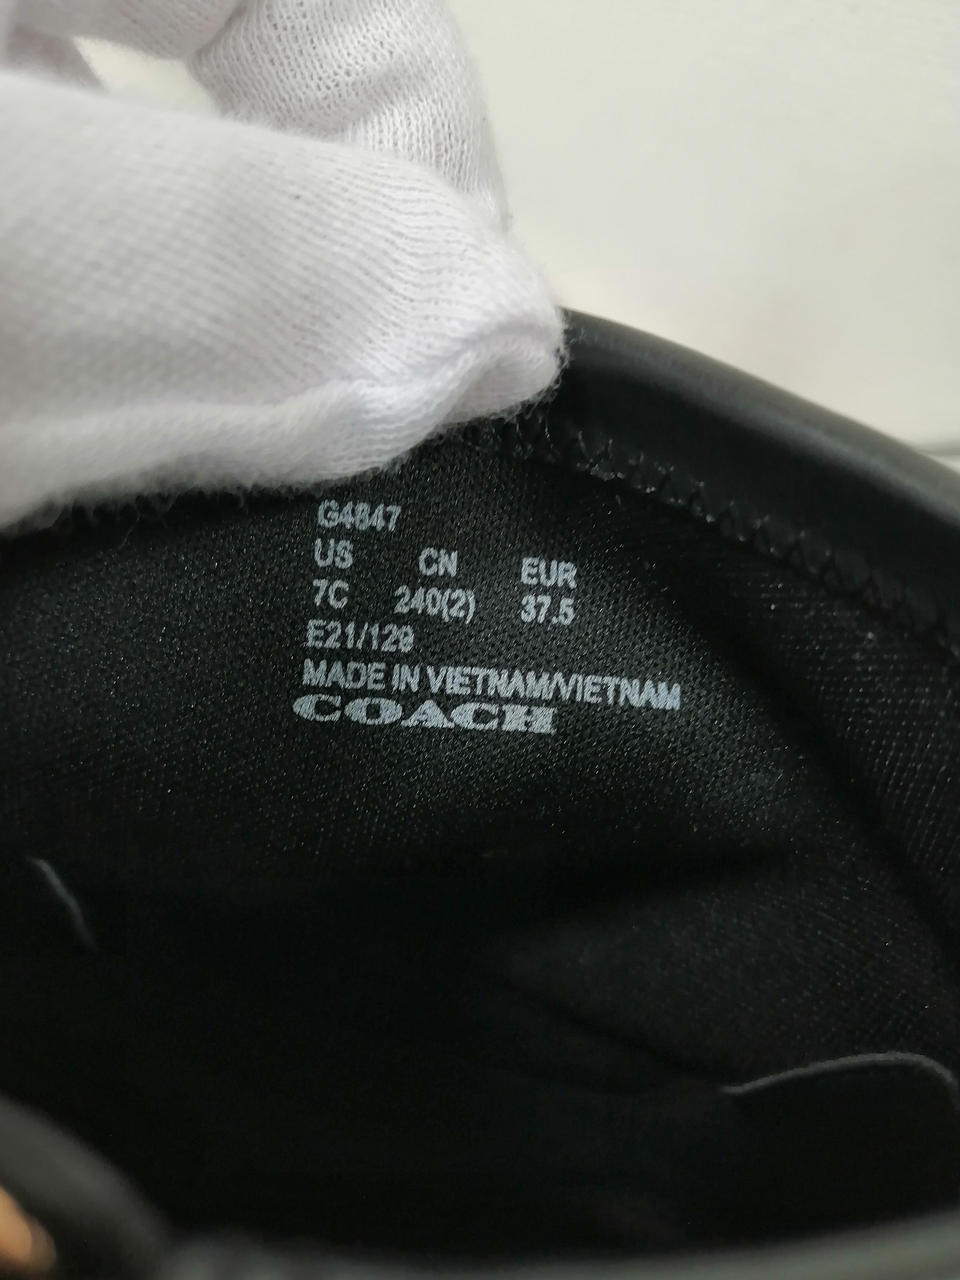 G4847
US CN EUR
7C 240(2) 37.5
E21/129
MADE IN VIETNAM/VIETNAM
COACH